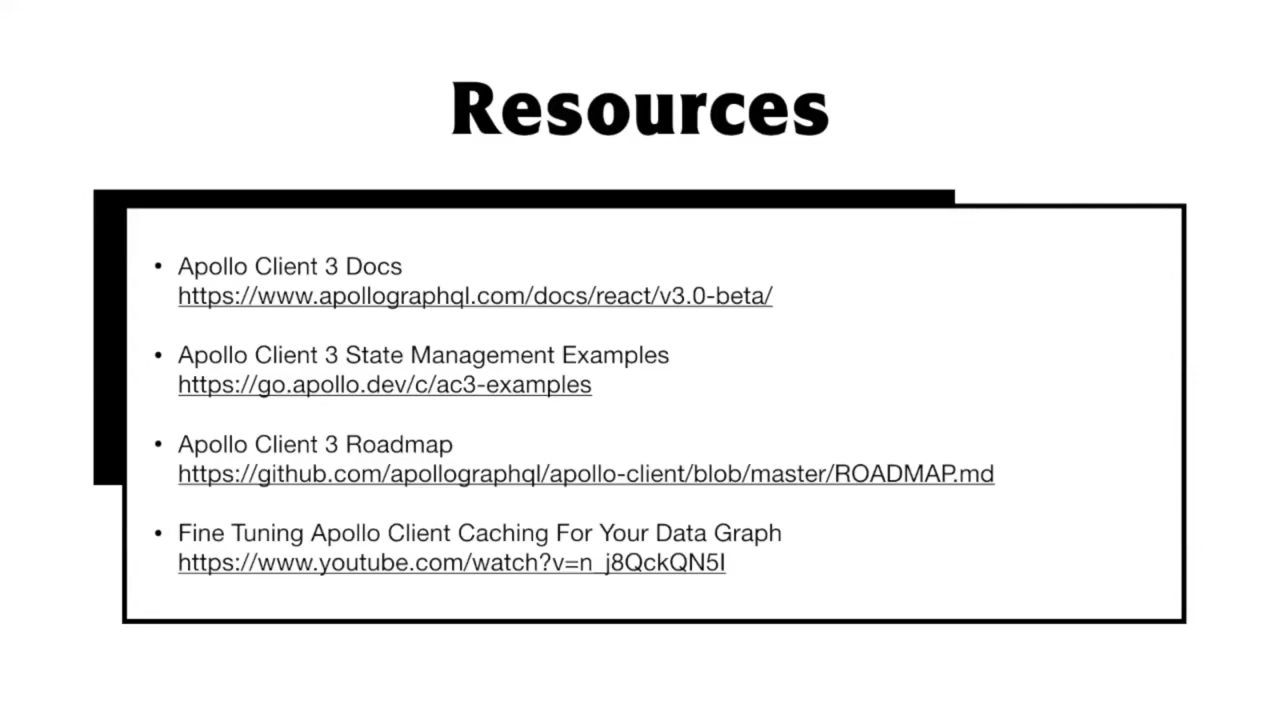 Resources
• Apollo Client 3 Docs
https://www.apollographql.com/docs/react/v3.0-beta/
• Apollo Client 3 State Management Examples
https://go.apollo.dev/c/ac3-examples
• Apollo Client 3 Roadmap
https://github.com/apollographql/apollo-client/blob/master/ROADMAP.md
• Fine Tuning Apollo Client Caching For Your Data Graph
https://www.youtube.com/watch?v=n_j8QckQN5I